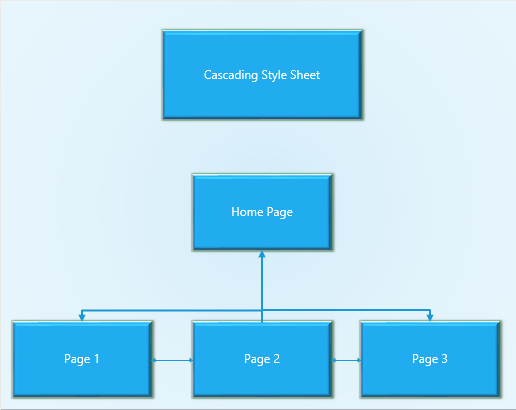 Cascading Style Sheet
Home Page
Page 1
Page 2
Page 3